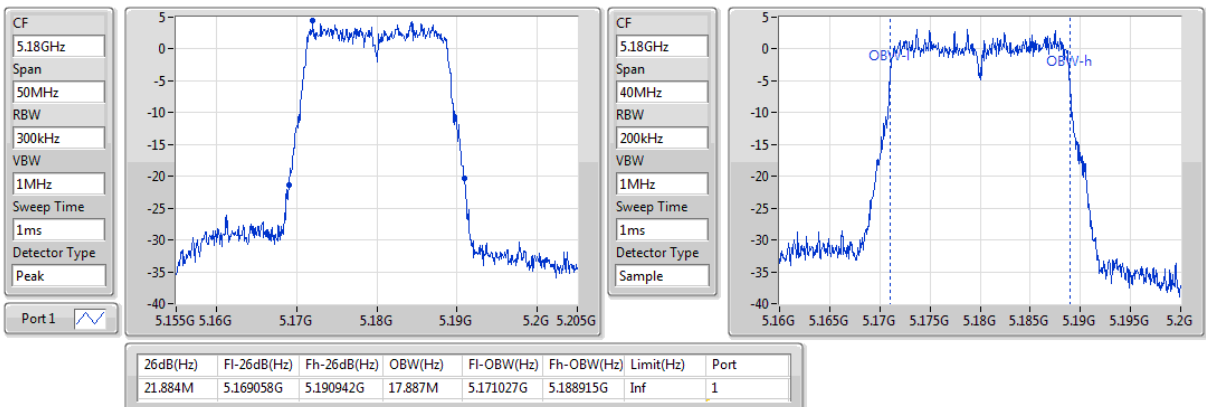 CF
5.18GHz
Span
50MHz
RBW
300kHz
VBW
1MHz
Sweep Time
1ms
Detector Type
Peak
Port 1
5-
0-
-5-
-10-
-15-
-20-
-25-
-30-
-35-
-40-
5.155G 5.16G 5.17G 5.18G 5.19G 5.2G 5.205G
CF
5.18GHz
Span
40MHz
RBW
200kHz
VBW
1MHz
Sweep Time
1ms
Detector Type
Sample
5-
0-
-5-
-10-
-15-
-20-
-25-
-30-
-35-
-40-
OBW-l
OBW-h
5.16G 5.165G 5.17G 5.175G 5.18G 5.185G 5.19G 5.195G 5.2G
26dB(Hz) Fl-26dB(Hz) Fh-26dB(Hz) OBW(Hz) Fl-OBW(Hz) Fh-OBW(Hz) Limit(Hz) Port
21.884M 5.169058G 5.190942G 17.887M 5.171027G 5.188915G Inf 1